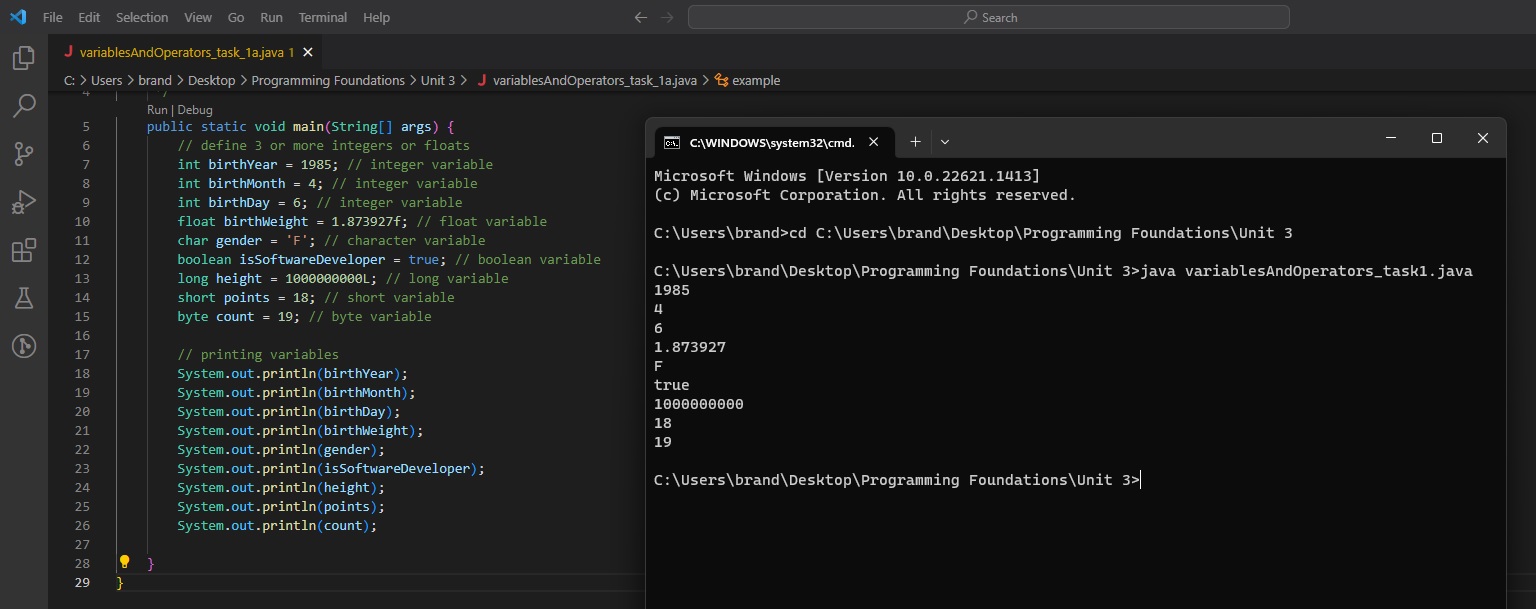 File Edit Selection View Go Run Terminal Help Search
J variablesAndOperators_task_1a.java 1
C: > Users > brand > Desktop > Programming Foundations > Unit 3 > J variablesAndOperators_task_1a.java > example
Run | Debug
5 public static void main(String[] args) {
6 // define 3 or more integers or floats
7 int birthYear = 1985; // integer variable
8 int birthMonth = 4; // integer variable
9 int birthDay = 6; // integer variable
10 float birthWeight = 1.873927f; // float variable
11 char gender = 'F'; // character variable
12 boolean isSoftwareDeveloper = true; // boolean variable
13 long height = 1000000000L; // long variable
14 short points = 18; // short variable
15 byte count = 19; // byte variable
16
17 // printing variables
18 System.out.println(birthYear);
19 System.out.println(birthMonth);
20 System.out.println(birthDay);
21 System.out.println(birthWeight);
22 System.out.println(gender);
23 System.out.println(isSoftwareDeveloper);
24 System.out.println(height);
25 System.out.println(points);
26 System.out.println(count);
27
28 }
29 }
C:\WINDOWS\system32\cmd.
Microsoft Windows [Version 10.0.22621.1413]
(c) Microsoft Corporation. All rights reserved.
C:\Users\brand>cd C:\Users\brand\Desktop\Programming Foundations\Unit 3
C:\Users\brand\Desktop\Programming Foundations\Unit 3>java variablesAndOperators_task1.java
1985
4
6
1.873927
F
true
1000000000
18
19
C:\Users\brand\Desktop\Programming Foundations\Unit 3>